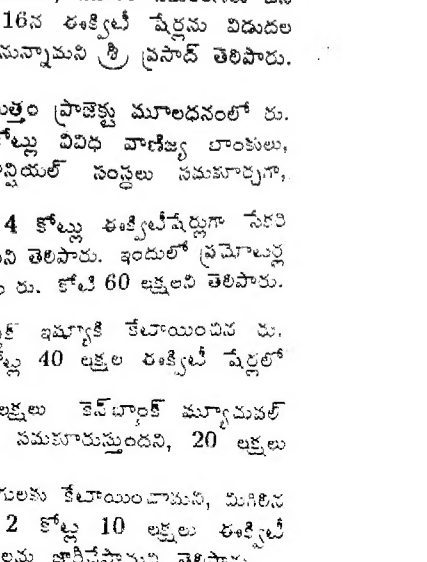 16న ఈక్విటీ షేర్లను విడుదల
నున్నామని శ్రీ ప్రసాద్ తెలిపారు.
మొత్తం ప్రాజెక్టు మూలధనంలో రు.
కోట్లు వివిధ వాణిజ్య బాంకులు,
న్షియల్ సంస్థలు సమకూర్చగా,
4 కోట్లు ఈక్విటీషేర్లుగా సేకరి
ని తెలిపారు. ఇందులో ప్రమోటర్ల
రు. కోటి 60 లక్షలని తెలిపారు.
ఇష్యూకి కేటాయించిన రు.
కోట్ల 40 లక్షల ఈక్విటీ షేర్లలో
లక్షలు కెన్‌బ్యాంక్ మ్యూచువల్
సమకూరుస్తుందని, 20 లక్షలు
గులకు కేటాయించామని, మిగిలిన
2 కోట్ల 10 లక్షలు ఈక్విటీ